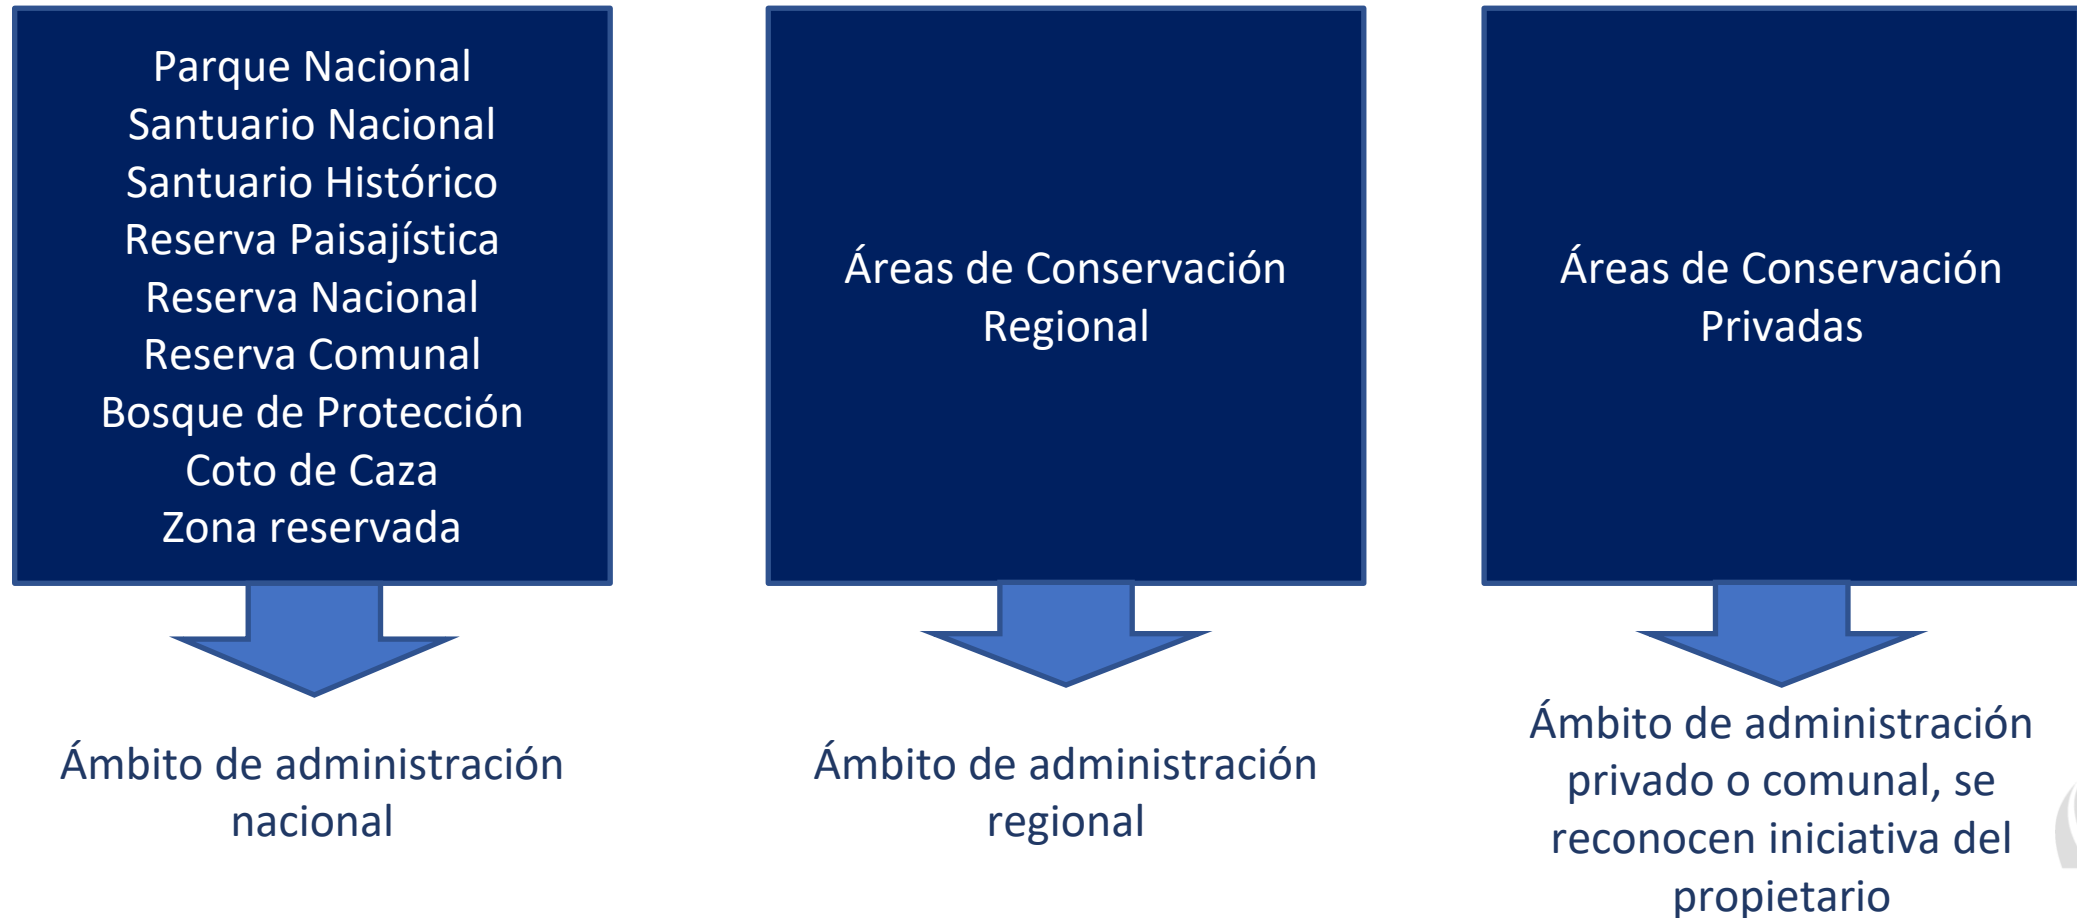 Parque Nacional
Santuario Nacional
Santuario Histórico
Reserva Paisajística
Reserva Nacional
Reserva Comunal
Bosque de Protección
Coto de Caza
Zona reservada
Ámbito de administración
nacional
Áreas de Conservación
Regional
Ámbito de administración
regional
Áreas de Conservación
Privadas
Ámbito de administración
privado o comunal, se
reconocen iniciativa del
propietario